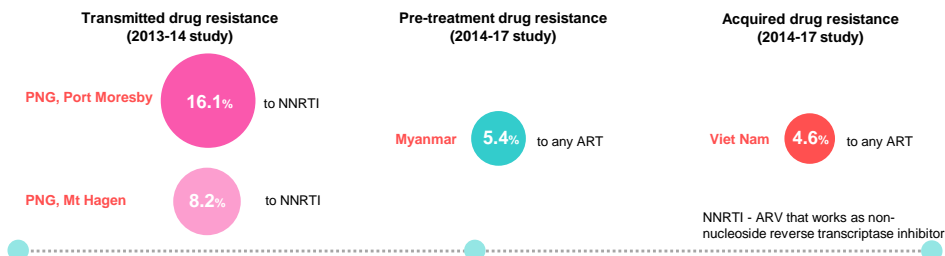 Transmitted drug resistance
(2013-14 study)
PNG, Port Moresby
16.1%
to NNRTI
PNG, Mt Hagen
8.2%
to NNRTI
Pre-treatment drug resistance
(2014-17 study)
Myanmar
5.4%
to any ART
Acquired drug resistance
(2014-17 study)
Viet Nam
4.6%
to any ART
NNRTI - ARV that works as non-
nucleoside reverse transcriptase inhibitor